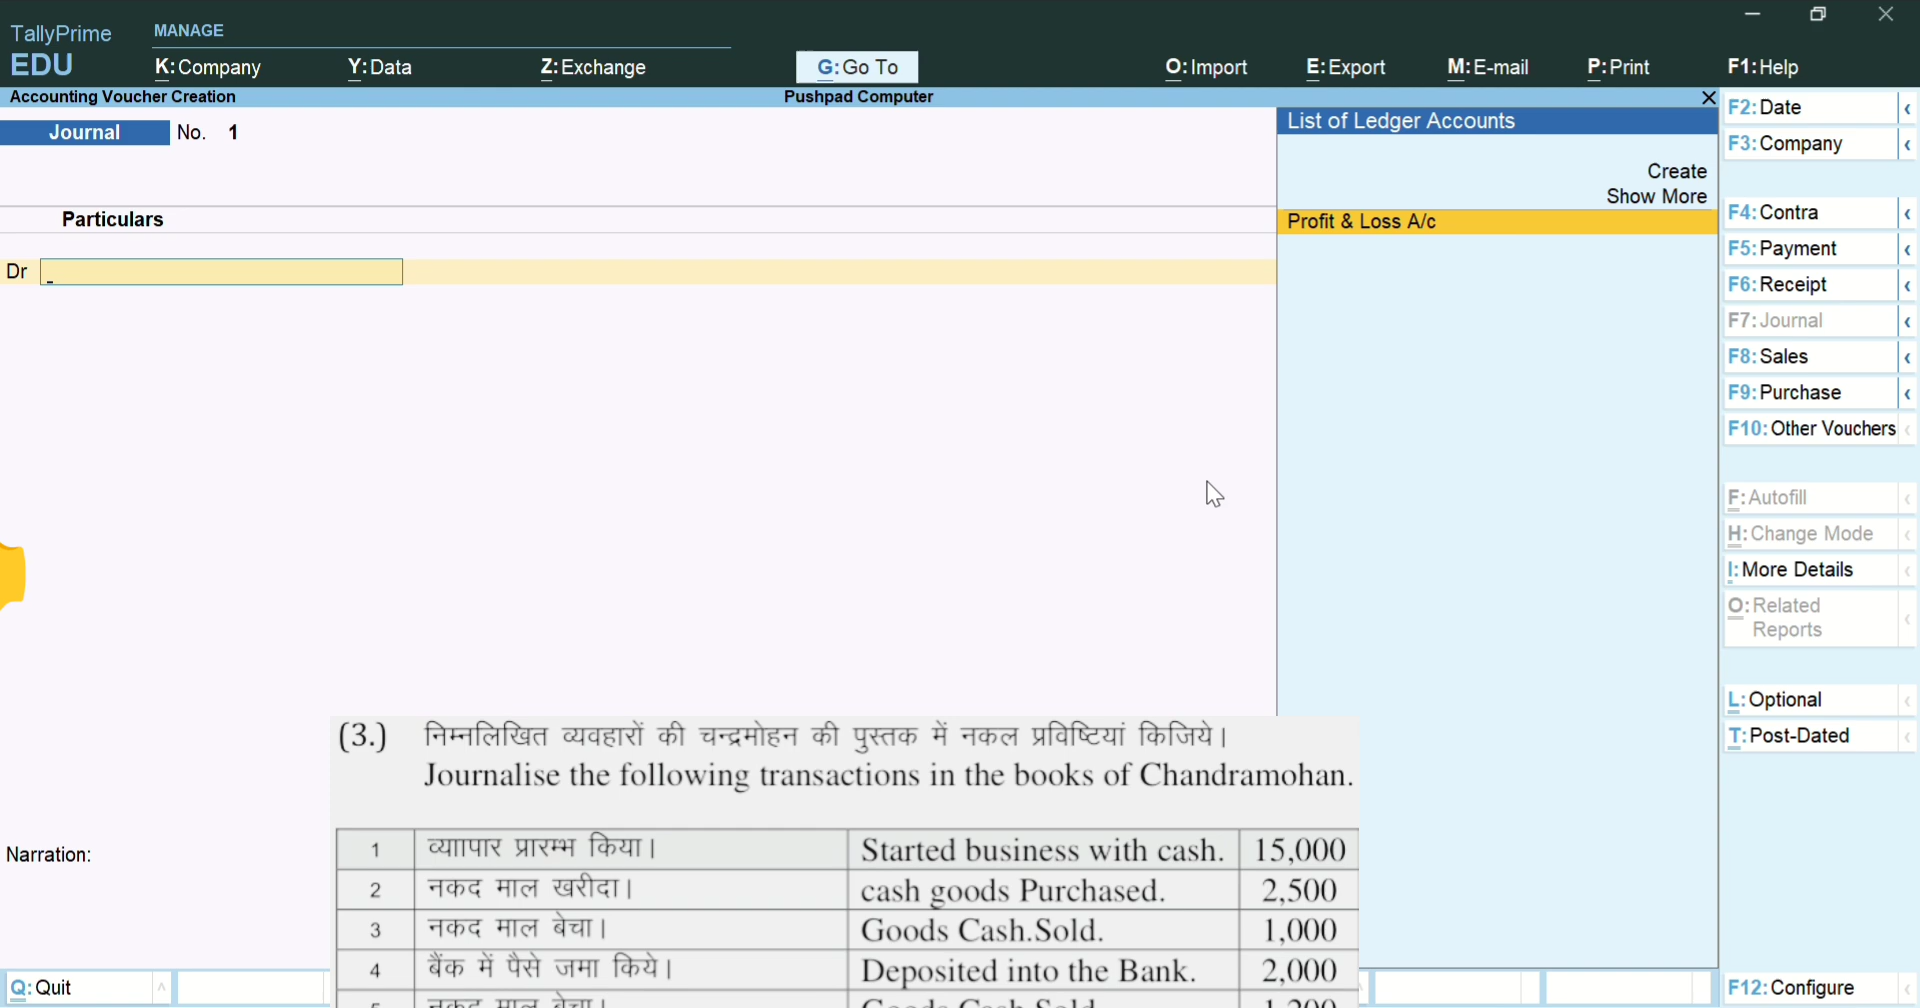 TallyPrime
EDU
MANAGE
K:Company
Y:Data
Z:Exchange
G:Go To
O:Import
E:Export
M:E-mail
P:Print
F1:Help
Accounting Voucher Creation
Pushpad Computer
Journal No. 1
Particulars
Dr
List of Ledger Accounts
Create
Show More
Profit & Loss A/c
F2:Date
F3:Company
F4:Contra
F5:Payment
F6:Receipt
F7:Journal
F8:Sales
F9:Purchase
F10:Other Vouchers
F:Autofill
H:Change Mode
I:More Details
O:Related
Reports
L:Optional
T:Post-Dated
(3.) निम्नलिखित व्यवहारों की चन्द्रमोहन की पुस्तक में नकल प्रविष्टियां किजिये।
Journalise the following transactions in the books of Chandramohan.
Narration:
1 व्याापार प्रारम्भ किया। Started business with cash. 15,000
2 नकद माल खरीदा। cash goods Purchased. 2,500
3 नकद माल बेचा। Goods Cash.Sold. 1,000
4 बैंक में पैसे जमा किये। Deposited into the Bank. 2,000
Q:Quit
F12:Configure